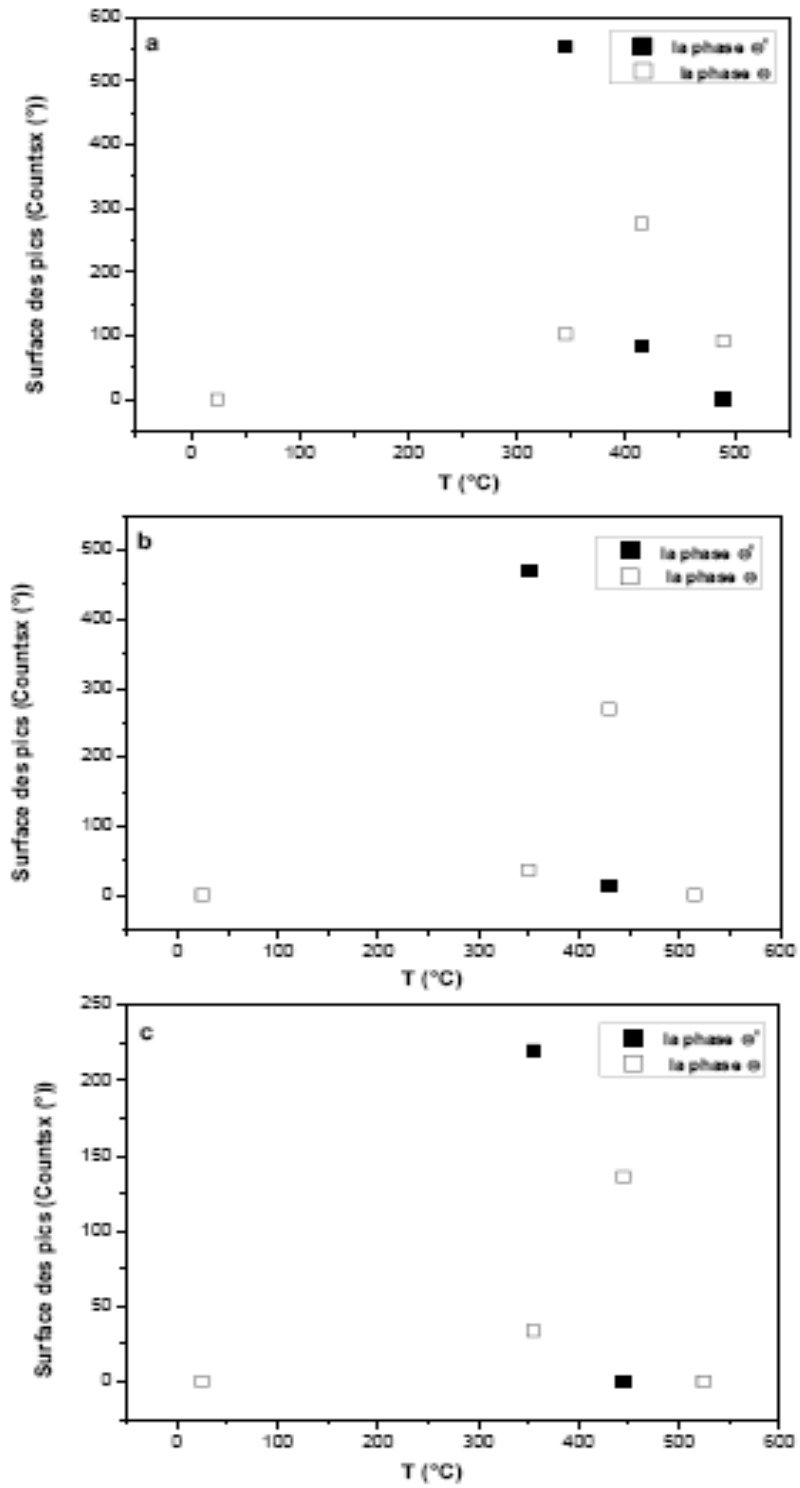 a
la phase Θ'
la phase Θ
600
500
400
300
200
100
0
Surface des pics (Countsx (°))
0 100 200 300 400 500
T (°C)
b
la phase Θ'
la phase Θ
500
400
300
200
100
0
Surface des pics (Countsx (°))
0 100 200 300 400 500 600
T (°C)
c
la phase Θ'
la phase Θ
250
200
150
100
50
0
Surface des pics (Countsx (°))
0 100 200 300 400 500 600
T (°C)